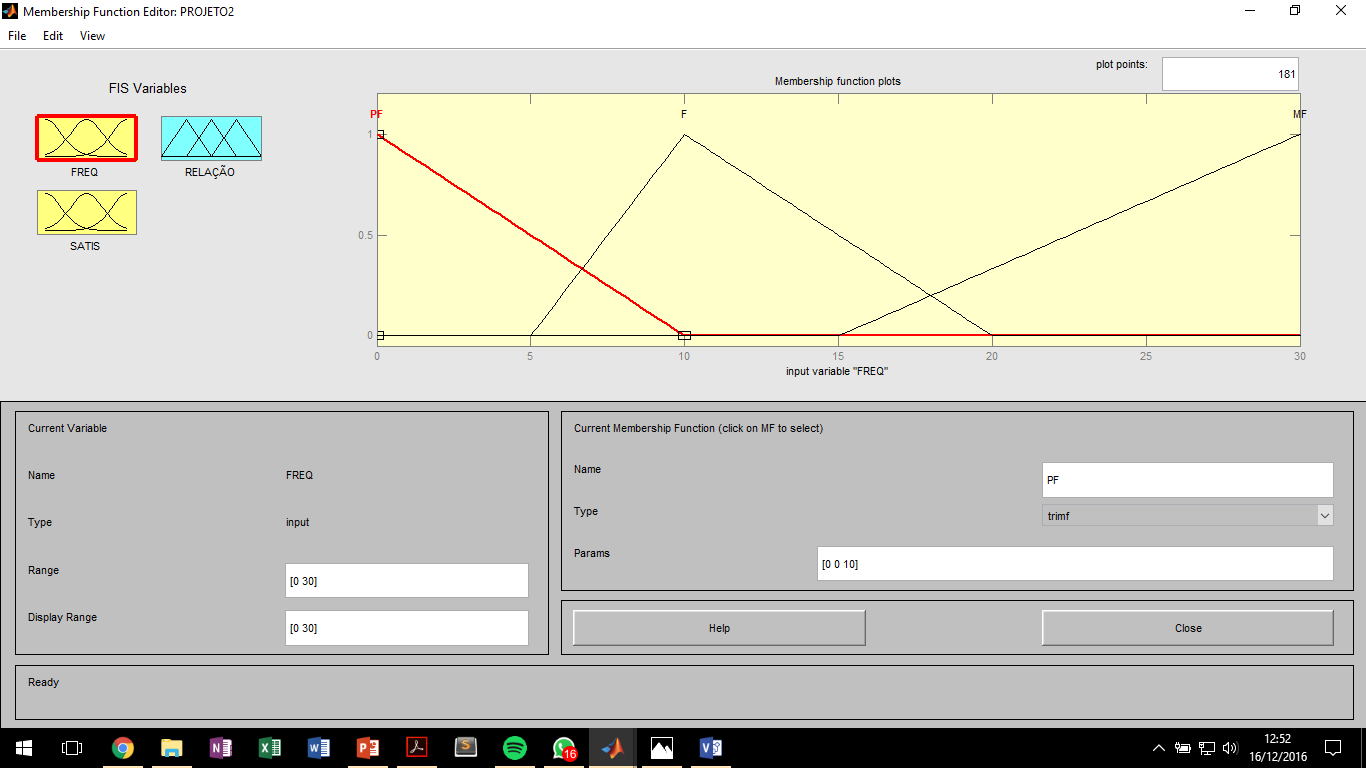 Membership Function Editor: PROJETO2
File Edit View
FIS Variables
FREQ
RELAÇÃO
SATIS
plot points:
181
Membership function plots
PF
F
MF
1
0.5
0
0 5 10 15 20 25 30
input variable "FREQ"
Current Variable
Name FREQ
Type input
Range [0 30]
Display Range [0 30]
Current Membership Function (click on MF to select)
Name PF
Type trimf
Params [0 0 10]
Help Close
Ready
16
12:52
16/12/2016